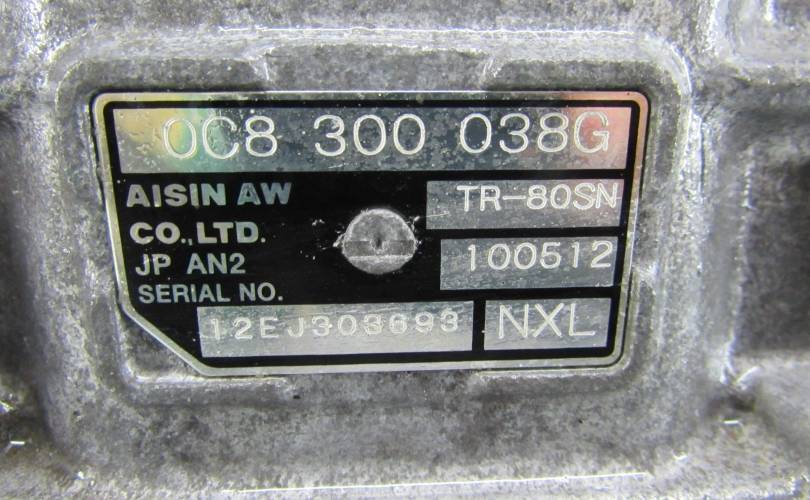 0C8 300 038G
AISIN AW
CO.,LTD.
JP AN2
SERIAL NO.
TR-80SN
100512
12EJ303693
NXL